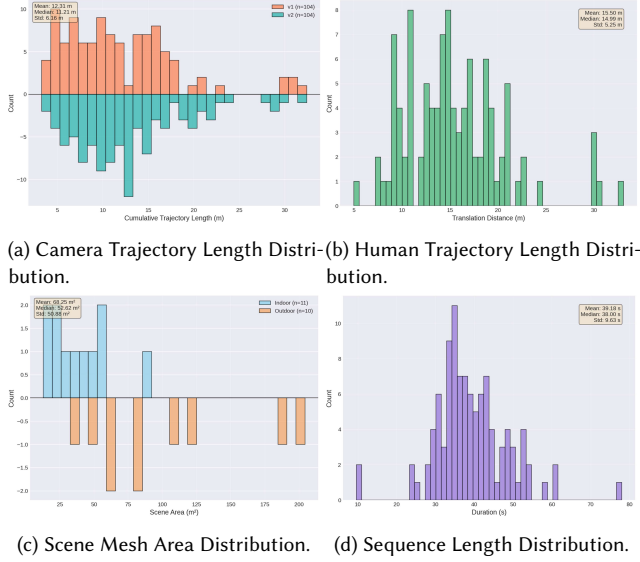 Mean: 12.31 m
Median: 11.21 m
Std: 6.16 m
v1 (n=104)
v2 (n=104)
10
5
0
−5
−10
Count
5
10
15
20
25
30
Cumulative Trajectory Length (m)
Mean: 15.50 m
Median: 14.99 m
Std: 5.25 m
8
7
6
5
4
3
2
1
0
Count
5
10
15
20
25
30
Translation Distance (m)
(a) Camera Trajectory Length Distri-
bution.
(b) Human Trajectory Length Distri-
bution.
Mean: 68.25 m²
Median: 52.62 m²
Std: 50.88 m²
Indoor (n=11)
Outdoor (n=10)
2.0
1.5
1.0
0.5
0.0
−0.5
−1.0
−1.5
−2.0
Count
25
50
75
100
125
150
175
200
Scene Area (m²)
Mean: 39.18 s
Median: 38.00 s
Std: 9.63 s
10
8
6
4
2
0
Count
10
20
30
40
50
60
70
80
Duration (s)
(c) Scene Mesh Area Distribution.
(d) Sequence Length Distribution.